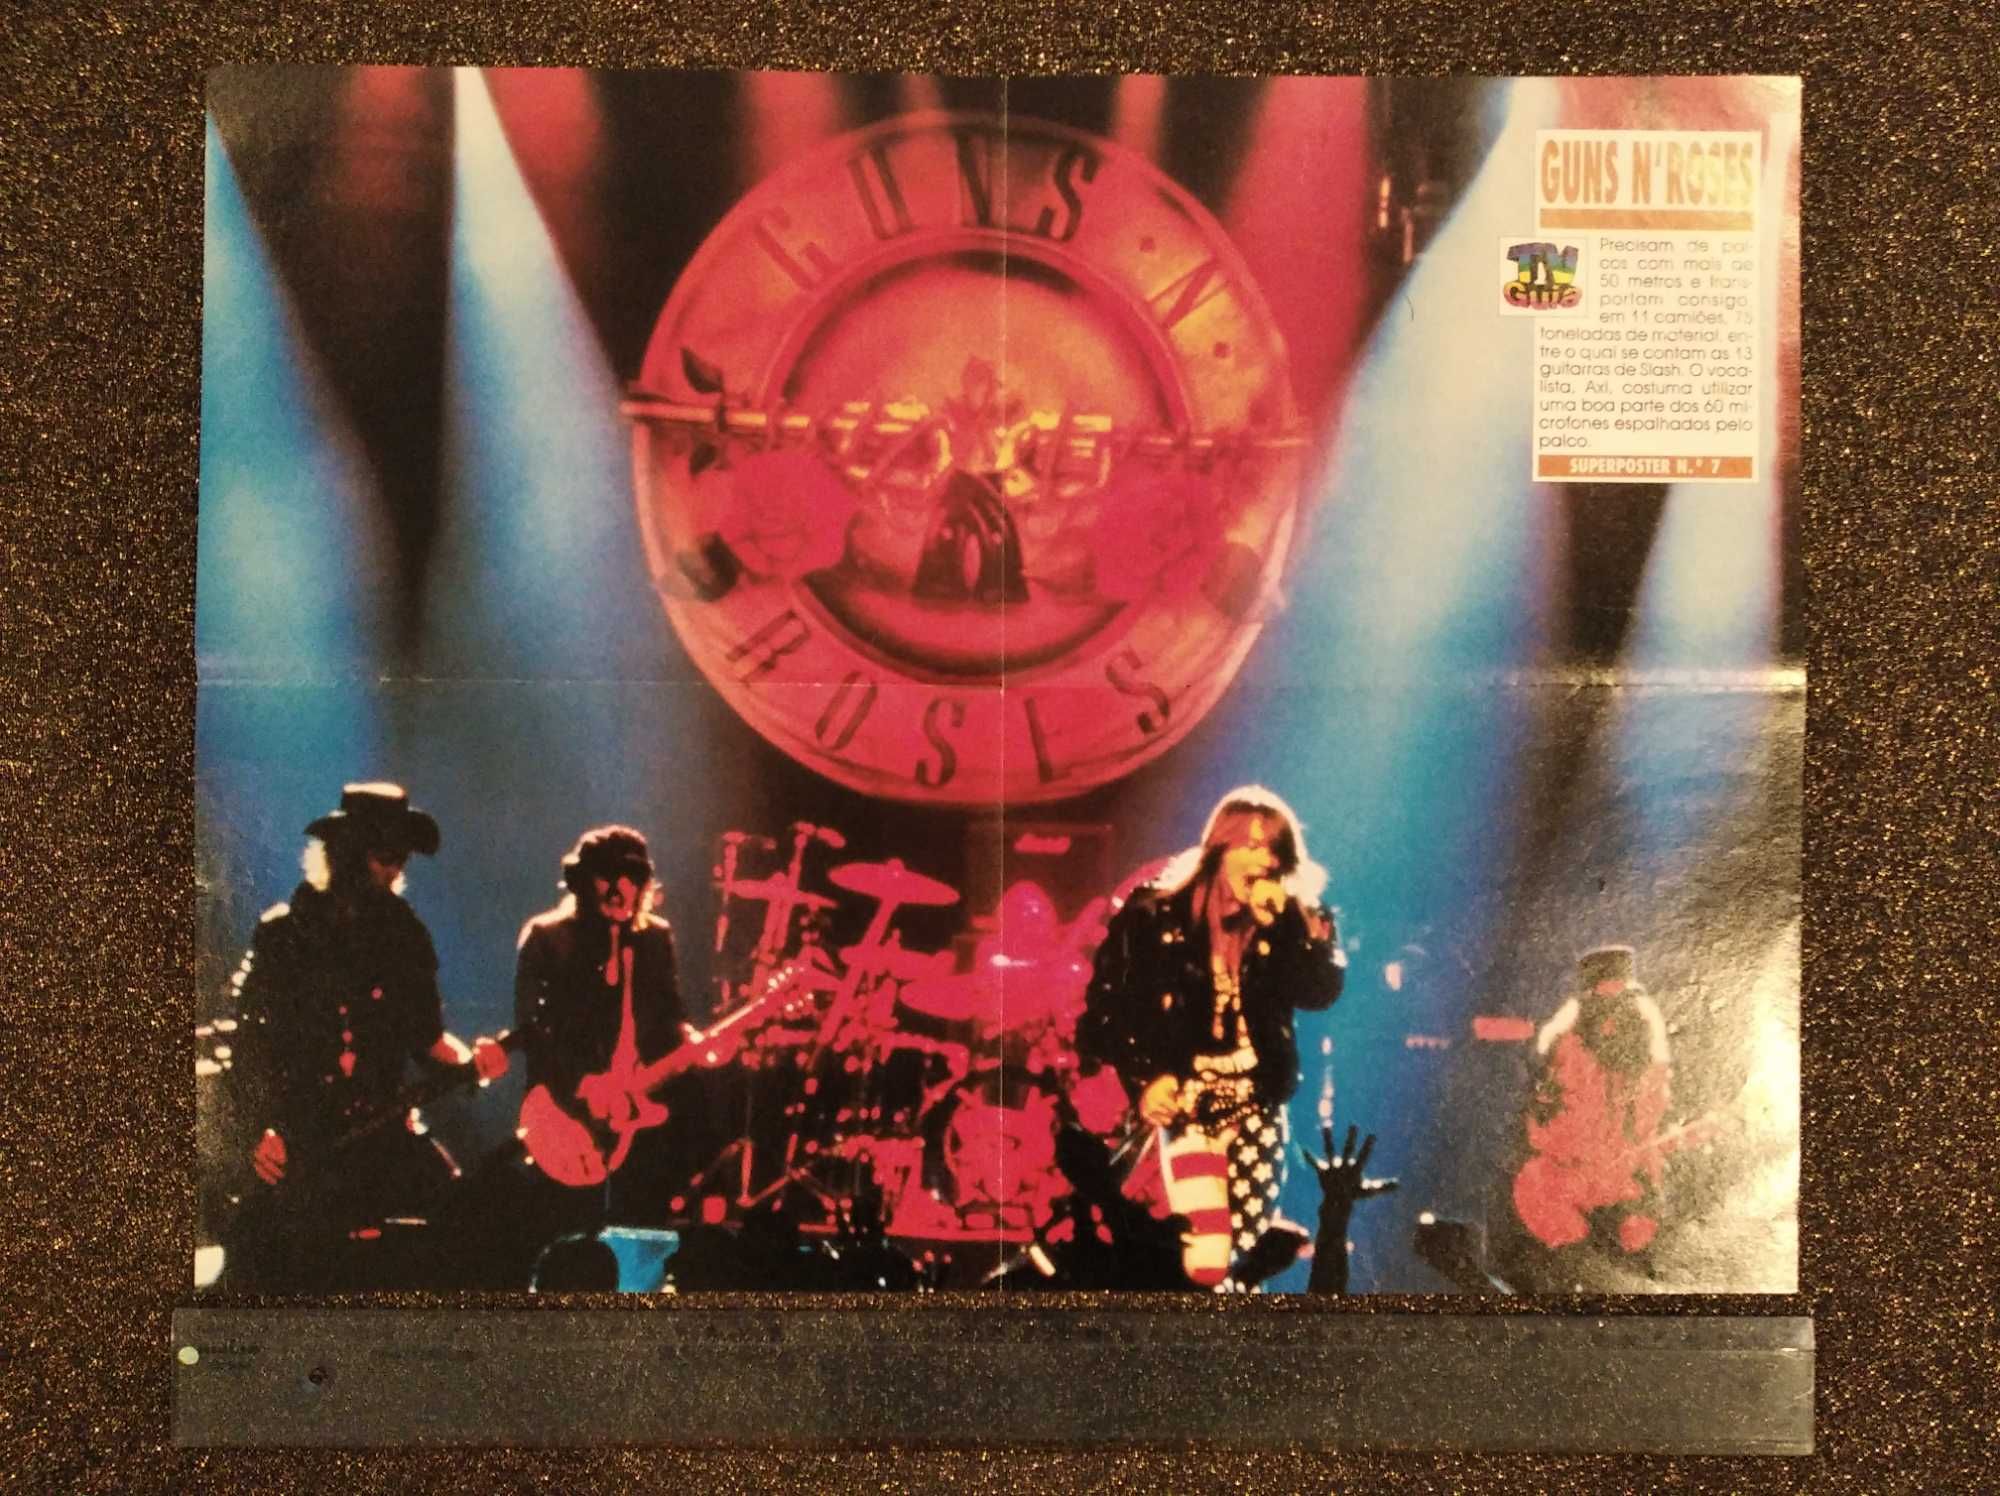 GUNS · N ·
ROSES
GUNS N' ROSES
TV
Guia
Precisam de pal-
cos com mais de
50 metros e trans-
portam consigo,
em 11 camiões, 75
toneladas de material, en-
tre o qual se contam as 13
guitarras de Slash. O voca-
lista, Axl, costuma utilizar
uma boa parte dos 60 mi-
crofones espalhados pelo
palco.
SUPERPOSTER N.º 7